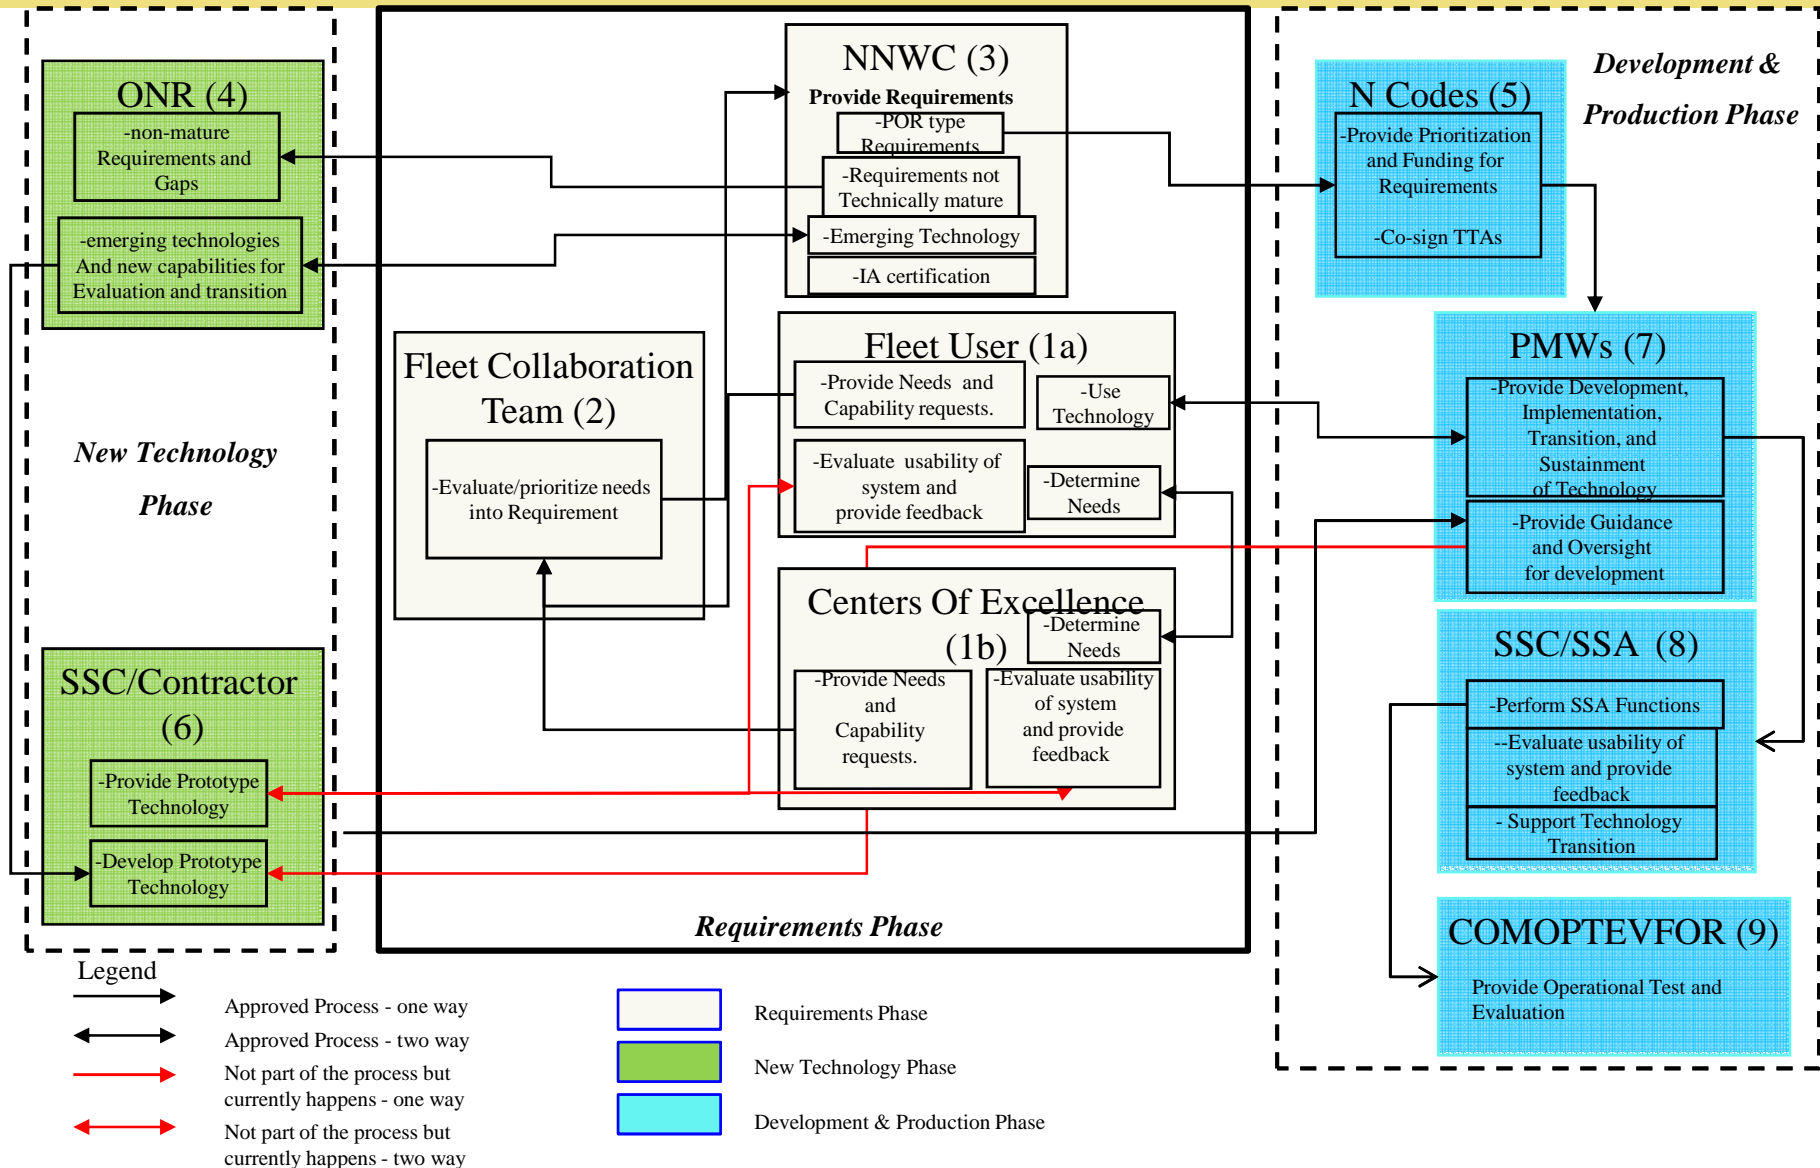 ONR (4)
-non-mature
Requirements and
Gaps
-emerging technologies
And new capabilities for
Evaluation and transition
New Technology
Phase
SSC/Contractor
(6)
-Provide Prototype
Technology
-Develop Prototype
Technology
NNWC (3)
Provide Requirements
-POR type
Requirements
-Requirements not
Technically mature
-Emerging Technology
-IA certification
Fleet Collaboration
Team (2)
-Evaluate/prioritize needs
into Requirement
Fleet User (1a)
-Provide Needs and
Capability requests.
-Use
Technology
-Evaluate usability of
system and
provide feedback
-Determine
Needs
Centers Of Excellence
(1b)
-Determine
Needs
-Provide Needs
and
Capability
requests.
-Evaluate usability
of system
and provide
feedback
Requirements Phase
Development &
Production Phase
N Codes (5)
-Provide Prioritization
and Funding for
Requirements
-Co-sign TTAs
PMWs (7)
-Provide Development,
Implementation,
Transition, and
Sustainment
of Technology
-Provide Guidance
and Oversight
for development
SSC/SSA (8)
-Perform SSA Functions
--Evaluate usability of
system and provide
feedback
- Support Technology
Transition
COMOPTEVFOR (9)
Provide Operational Test and
Evaluation
Legend
Approved Process - one way
Approved Process - two way
Not part of the process but
currently happens - one way
Not part of the process but
currently happens - two way
Requirements Phase
New Technology Phase
Development & Production Phase